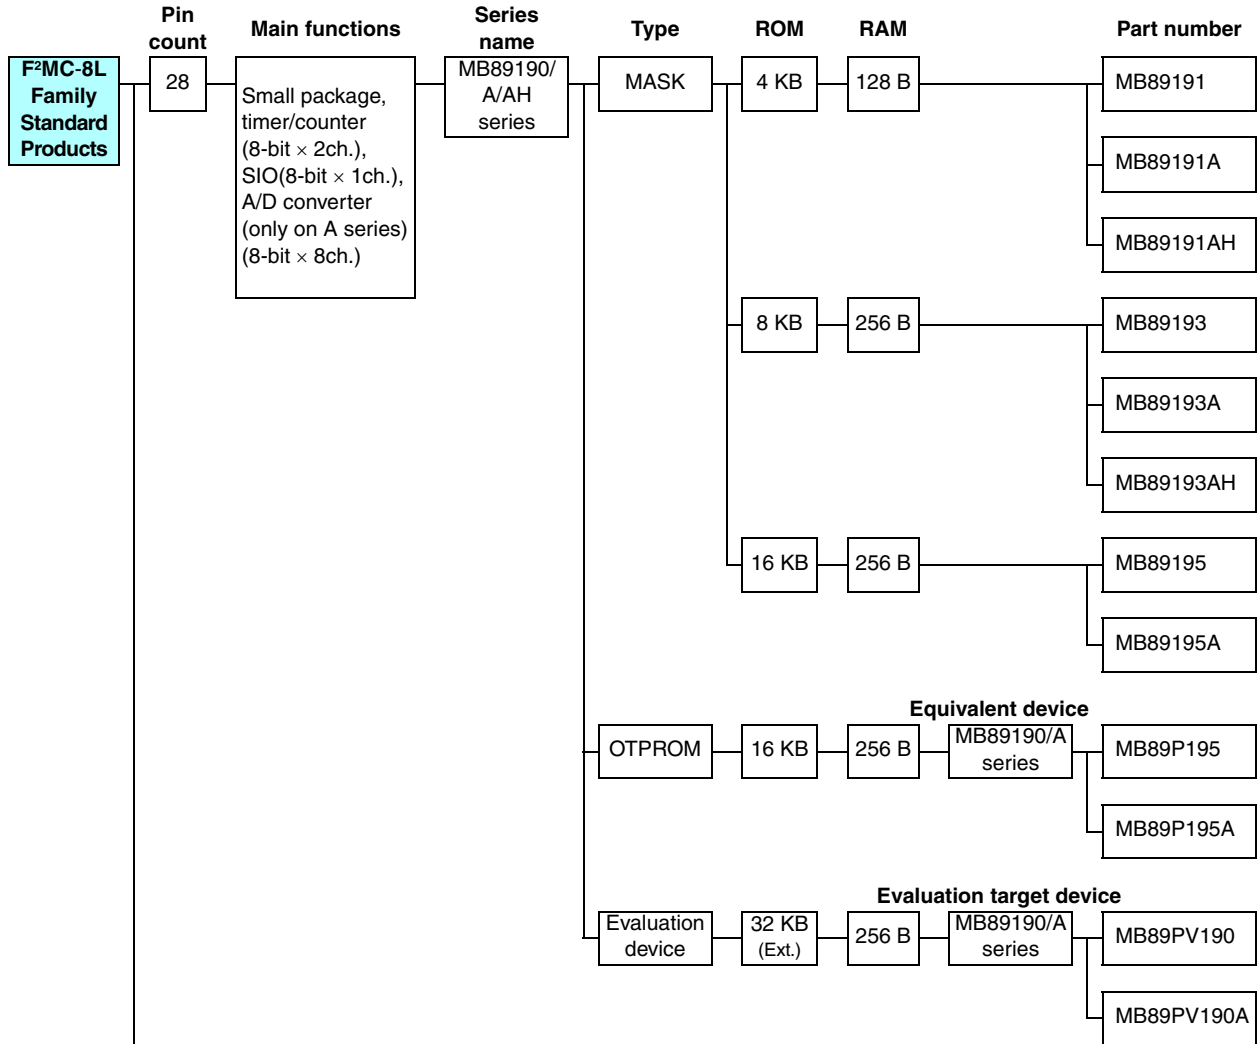 Pin count
Main functions
Series name
Type
ROM
RAM
Part number
F²MC-8L
Family
Standard
Products
28
Small package,
timer/counter
(8-bit × 2ch.),
SIO(8-bit × 1ch.),
A/D converter
(only on A series)
(8-bit × 8ch.)
MB89190/
A/AH
series
MASK
4 KB
128 B
MB89191
MB89191A
MB89191AH
8 KB
256 B
MB89193
MB89193A
MB89193AH
16 KB
256 B
MB89195
MB89195A
Equivalent device
OTPROM
16 KB
256 B
MB89190/A
series
MB89P195
MB89P195A
Evaluation target device
Evaluation
device
32 KB
(Ext.)
256 B
MB89190/A
series
MB89PV190
MB89PV190A